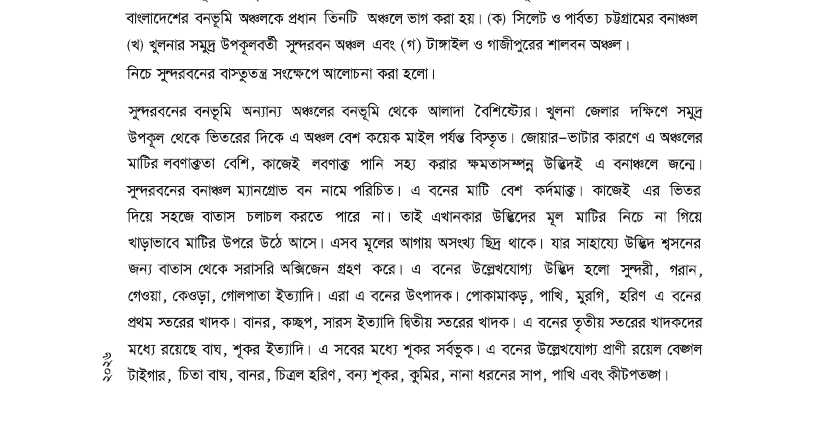 বাংলাদেশের বনভূমি অঞ্চলকে প্রধান তিনটি অঞ্চলে ভাগ করা হয়। (ক) সিলেট ও পার্বত্য চট্টগ্রামের বনাঞ্চল
(খ) খুলনার সমুদ্র উপকূলবর্তী সুন্দরবন অঞ্চল এবং (গ) টাঙ্গাইল ও গাজীপুরের শালবন অঞ্চল।
নিচে সুন্দরবনের বাস্তুতন্ত্র সংক্ষেপে আলোচনা করা হলো।
সুন্দরবনের বনভূমি অন্যান্য অঞ্চলের বনভূমি থেকে আলাদা বৈশিষ্ট্যের। খুলনা জেলার দক্ষিণে সমুদ্র
উপকূল থেকে ভিতরের দিকে এ অঞ্চল বেশ কয়েক মাইল পর্যন্ত বিস্তৃত। জোয়ার-ভাটার কারণে এ অঞ্চলের
মাটির লবণাক্ততা বেশি, কাজেই লবণাক্ত পানি সহ্য করার ক্ষমতাসম্পন্ন উদ্ভিদই এ বনাঞ্চলে জন্মে।
সুন্দরবনের বনাঞ্চল ম্যানগ্রোভ বন নামে পরিচিত। এ বনের মাটি বেশ কর্দমাক্ত। কাজেই এর ভিতর
দিয়ে সহজে বাতাস চলাচল করতে পারে না। তাই এখানকার উদ্ভিদের মূল মাটির নিচে না গিয়ে
খাড়াভাবে মাটির উপরে উঠে আসে। এসব মূলের আগায় অসংখ্য ছিদ্র থাকে। যার সাহায্যে উদ্ভিদ শ্বসনের
জন্য বাতাস থেকে সরাসরি অক্সিজেন গ্রহণ করে। এ বনের উল্লেখযোগ্য উদ্ভিদ হলো সুন্দরী, গরান,
গেওয়া, কেওড়া, গোলপাতা ইত্যাদি। এরা এ বনের উৎপাদক। পোকামাকড়, পাখি, মুরগি, হরিণ এ বনের
প্রথম স্তরের খাদক। বানর, কচ্ছপ, সারস ইত্যাদি দ্বিতীয় স্তরের খাদক। এ বনের তৃতীয় স্তরের খাদকদের
মধ্যে রয়েছে বাঘ, শূকর ইত্যাদি। এ সবের মধ্যে শূকর সর্বভুক। এ বনের উল্লেখযোগ্য প্রাণী রয়েল বেঙ্গল
টাইগার, চিতা বাঘ, বানর, চিত্রল হরিণ, বন্য শূকর, কুমির, নানা ধরনের সাপ, পাখি এবং কীটপতঙ্গ।
২০২৬